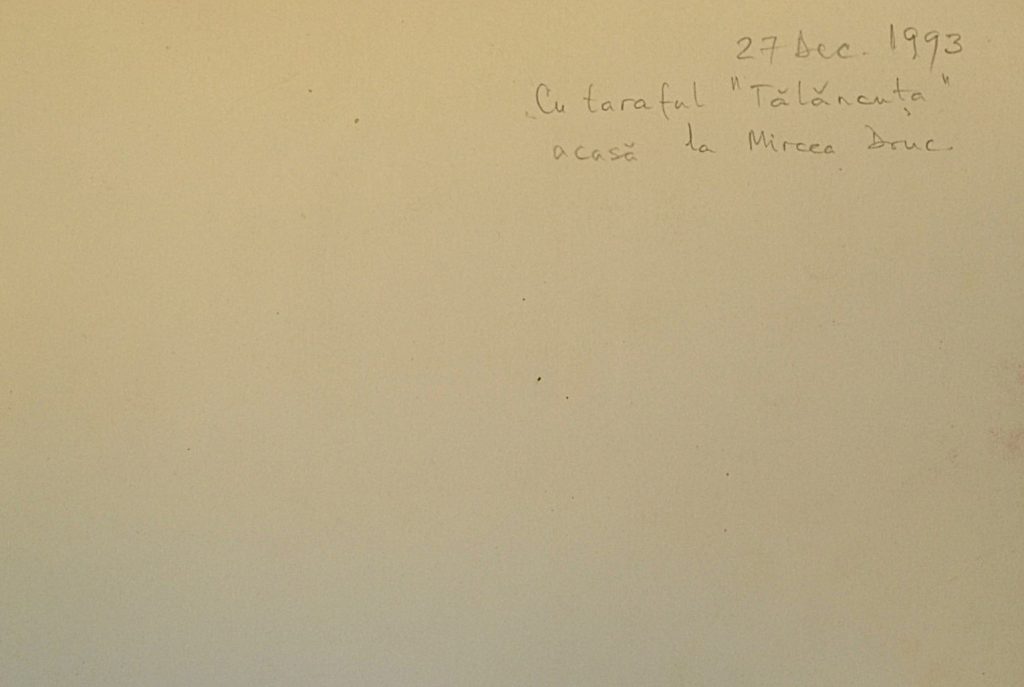 27 Dec. 1993
Cu taraful "Tălăncuța"
acasă la Mircea Druc.